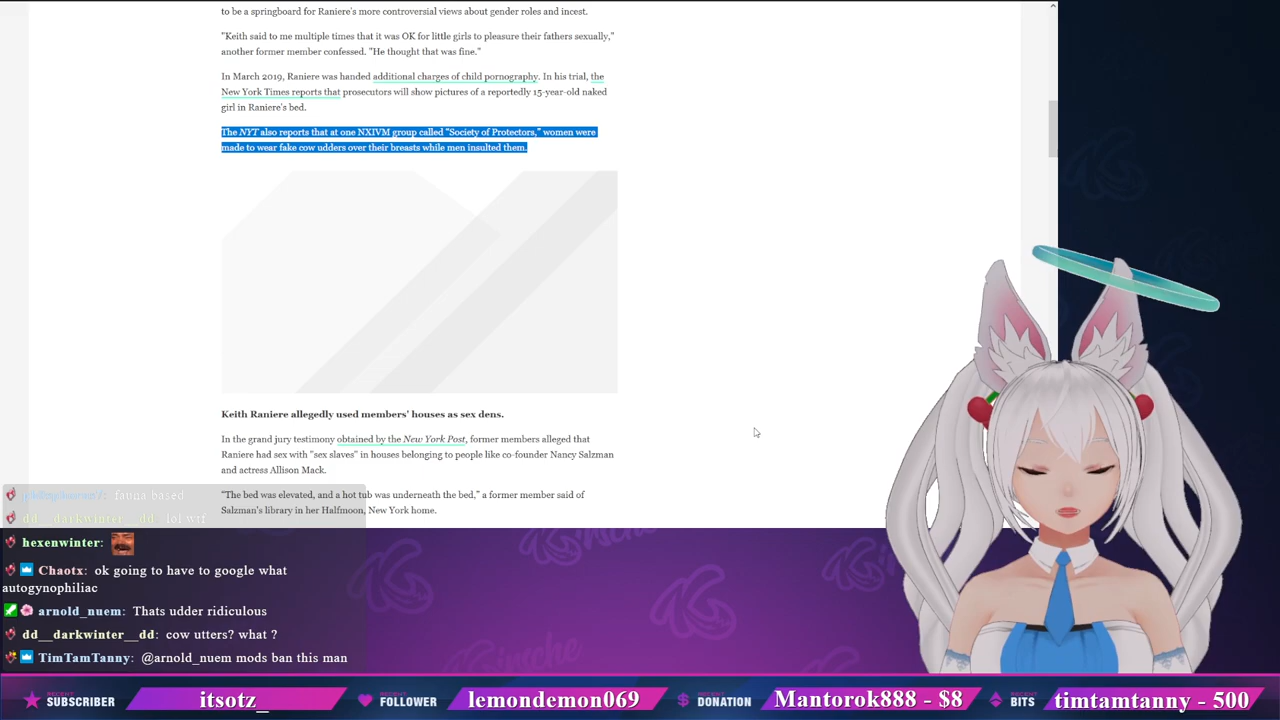 to be a springboard for Raniere's more controversial views about gender roles and incest.
"Keith said to me multiple times that it was OK for little girls to pleasure their fathers sexually,"
another former member confessed. "He thought that was fine."
In March 2019, Raniere was handed additional charges of child pornography. In his trial, the
New York Times reports that prosecutors will show pictures of a reportedly 15-year-old naked
girl in Raniere's bed.
The NYT also reports that at one NXIVM group called "Society of Protectors," women were
made to wear fake cow udders over their breasts while men insulted them.
Keith Raniere allegedly used members' houses as sex dens.
In the grand jury testimony obtained by the New York Post, former members alleged that
Raniere had sex with "sex slaves" in houses belonging to people like co-founder Nancy Salzman
and actress Allison Mack.
"The bed was elevated, and a hot tub was underneath the bed," a former member said of
Salzman's library in her Halfmoon, New York home.
fauna based
dd__darkwinter__dd: lol wtf
hexenwinter:
Chaotx: ok going to have to google what
autogynophiliac
arnold_nuem: Thats udder ridiculous
dd__darkwinter__dd: cow utters? what ?
TimTamTanny: @arnold_nuem mods ban this man
RECENT SUBSCRIBER itsotz_ RECENT FOLLOWER lemondemon069 RECENT DONATION Mantorok888 - $8 RECENT BITS timtamtanny - 500